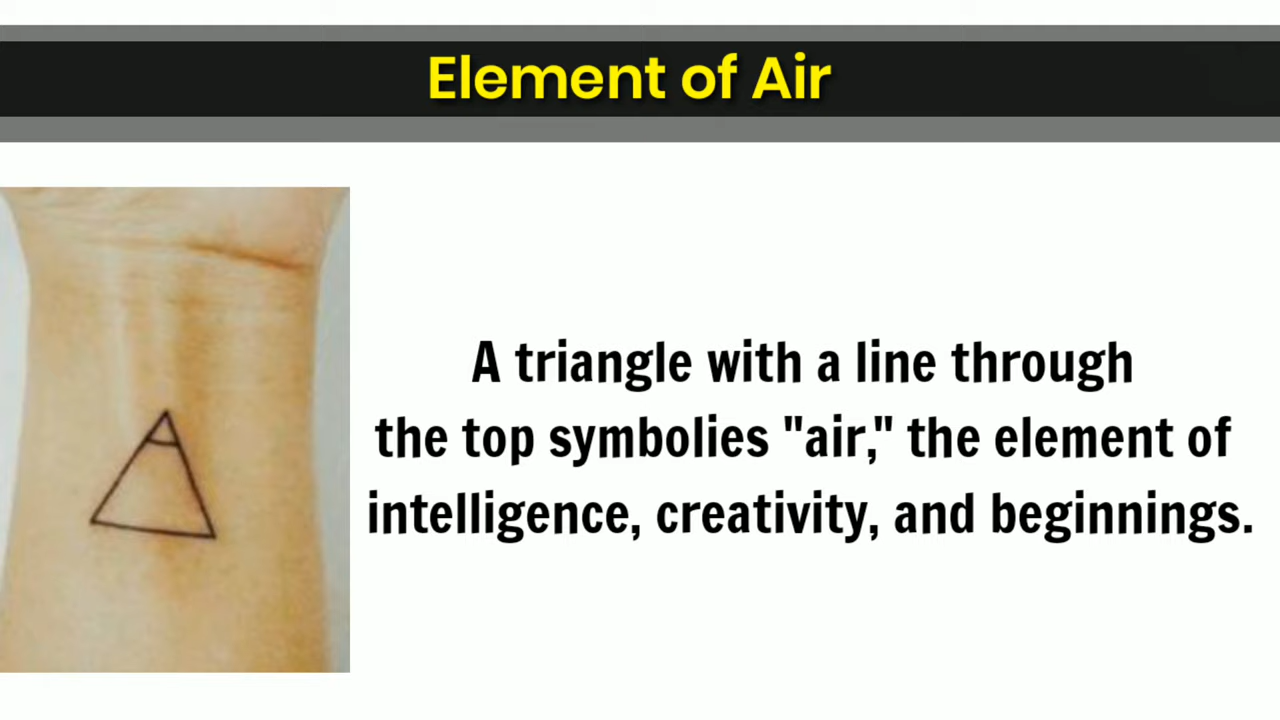 Element of Air
A triangle with a line through
the top symbolies "air," the element of
intelligence, creativity, and beginnings.